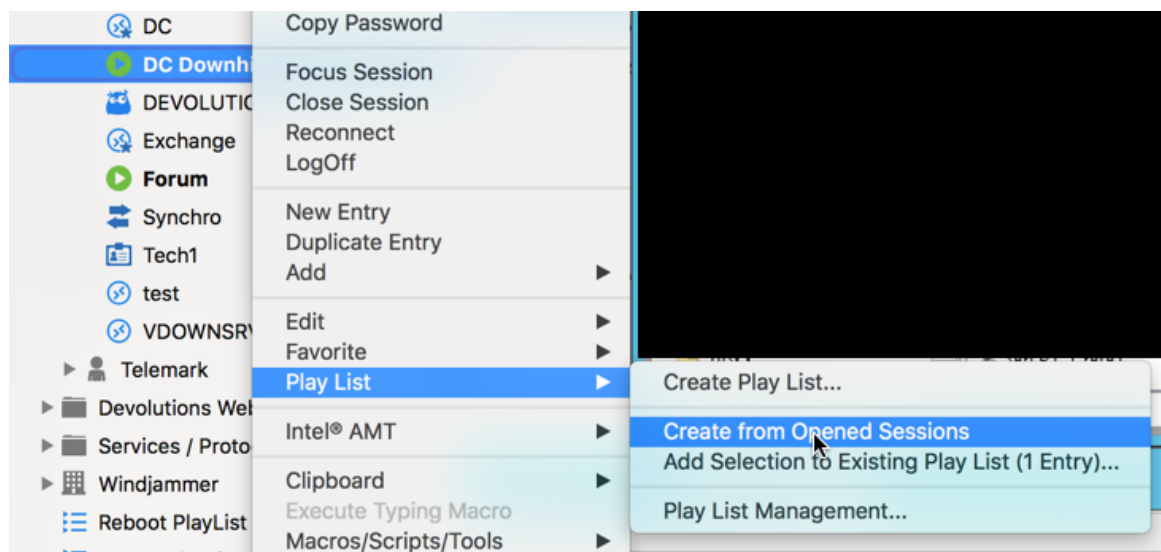 DC
DC Downhi
DEVOLUTIO
Exchange
Forum
Synchro
Tech1
test
VDOWNSRV
Telemark
Devolutions Web
Services / Proto
Windjammer
Reboot PlayList
Copy Password
Focus Session
Close Session
Reconnect
LogOff
New Entry
Duplicate Entry
Add
Edit
Favorite
Play List
Intel® AMT
Clipboard
Execute Typing Macro
Macros/Scripts/Tools
Create Play List...
Create from Opened Sessions
Add Selection to Existing Play List (1 Entry)...
Play List Management...